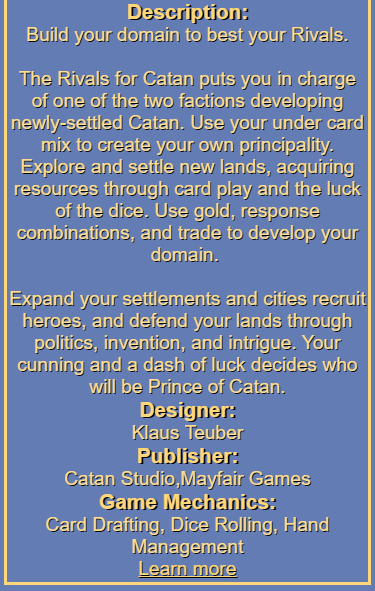 Description:
Build your domain to best your Rivals.
The Rivals for Catan puts you in charge
of one of the two factions developing
newly-settled Catan. Use your under card
mix to create your own principality.
Explore and settle new lands, acquiring
resources through card play and the luck
of the dice. Use gold, response
combinations, and trade to develop your
domain.
Expand your settlements and cities recruit
heroes, and defend your lands through
politics, invention, and intrigue. Your
cunning and a dash of luck decides who
will be Prince of Catan.
Designer:
Klaus Teuber
Publisher:
Catan Studio,Mayfair Games
Game Mechanics:
Card Drafting, Dice Rolling, Hand
Management
Learn more